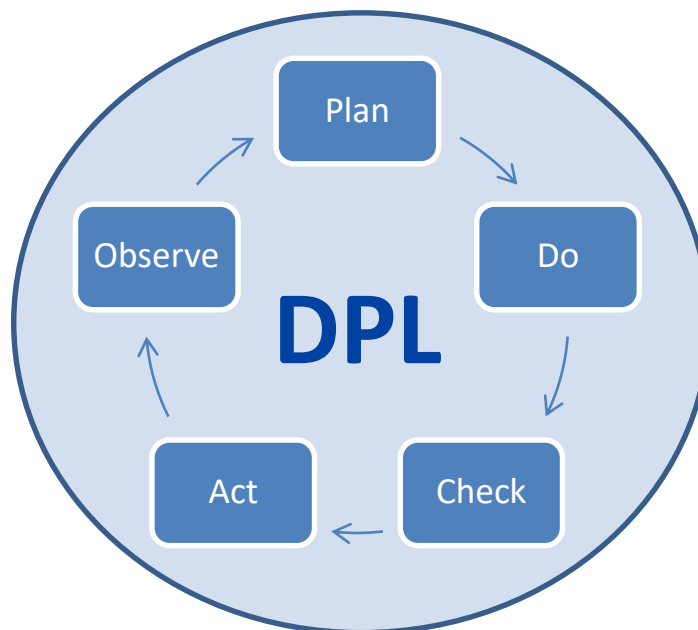 Plan
Do
Check
Act
Observe
DPL